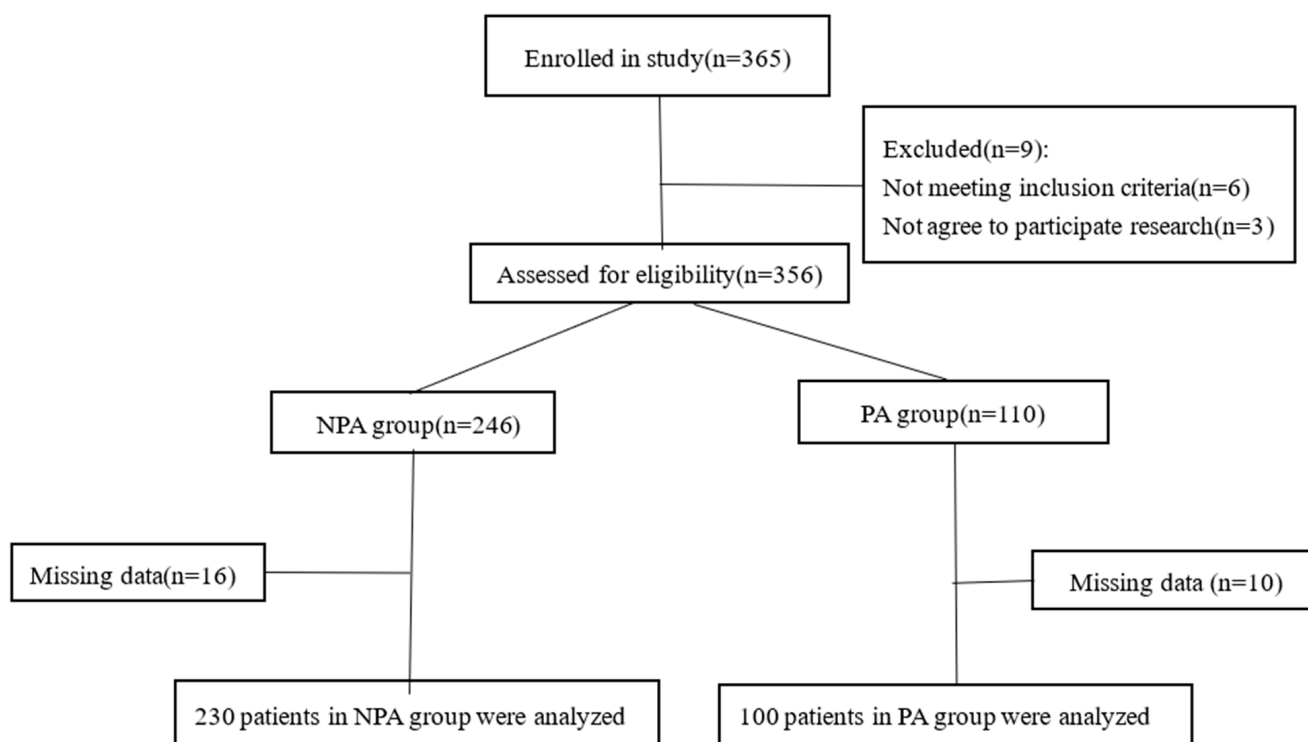 Enrolled in study(n=365)
Excluded(n=9):
Not meeting inclusion criteria(n=6)
Not agree to participate research(n=3)
Assessed for eligibility(n=356)
NPA group(n=246)
PA group(n=110)
Missing data(n=16)
Missing data (n=10)
230 patients in NPA group were analyzed
100 patients in PA group were analyzed